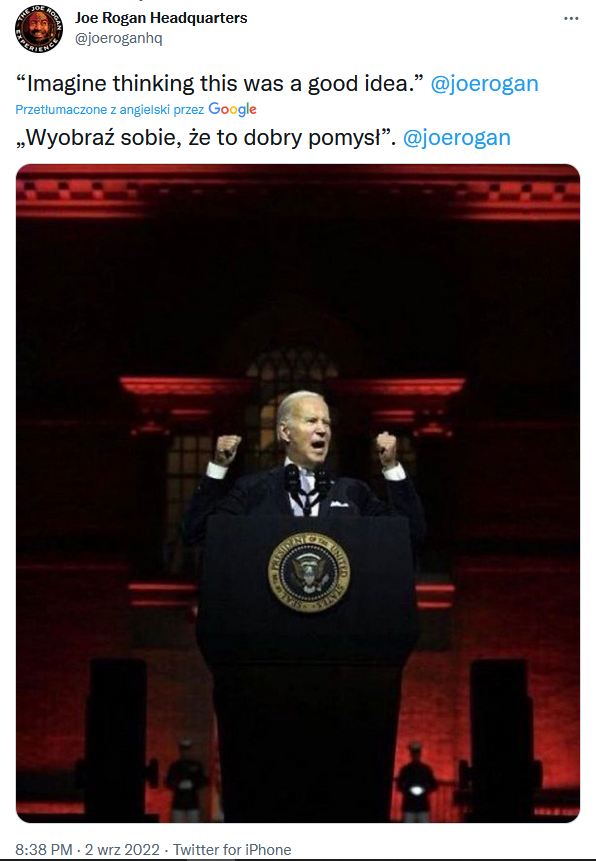 THE JOE ROGAN
EXPERIENCE
Joe Rogan Headquarters
@joeroganhq
“Imagine thinking this was a good idea.” @joerogan
Przetłumaczone z angielski przez Google
„Wyobraź sobie, że to dobry pomysł”. @joerogan
SEAL OF THE PRESIDENT OF THE UNITED STATES
8:38 PM · 2 wrz 2022 · Twitter for iPhone